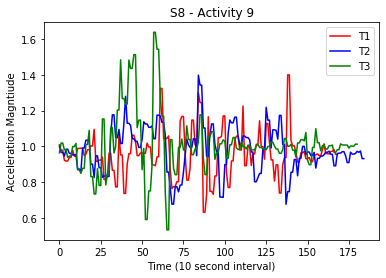 S8 - Activity 9
T1
T2
T3
Acceleration Magntiude
1.6
1.4
1.2
1.0
0.8
0.6
0 25 50 75 100 125 150 175
Time (10 second interval)